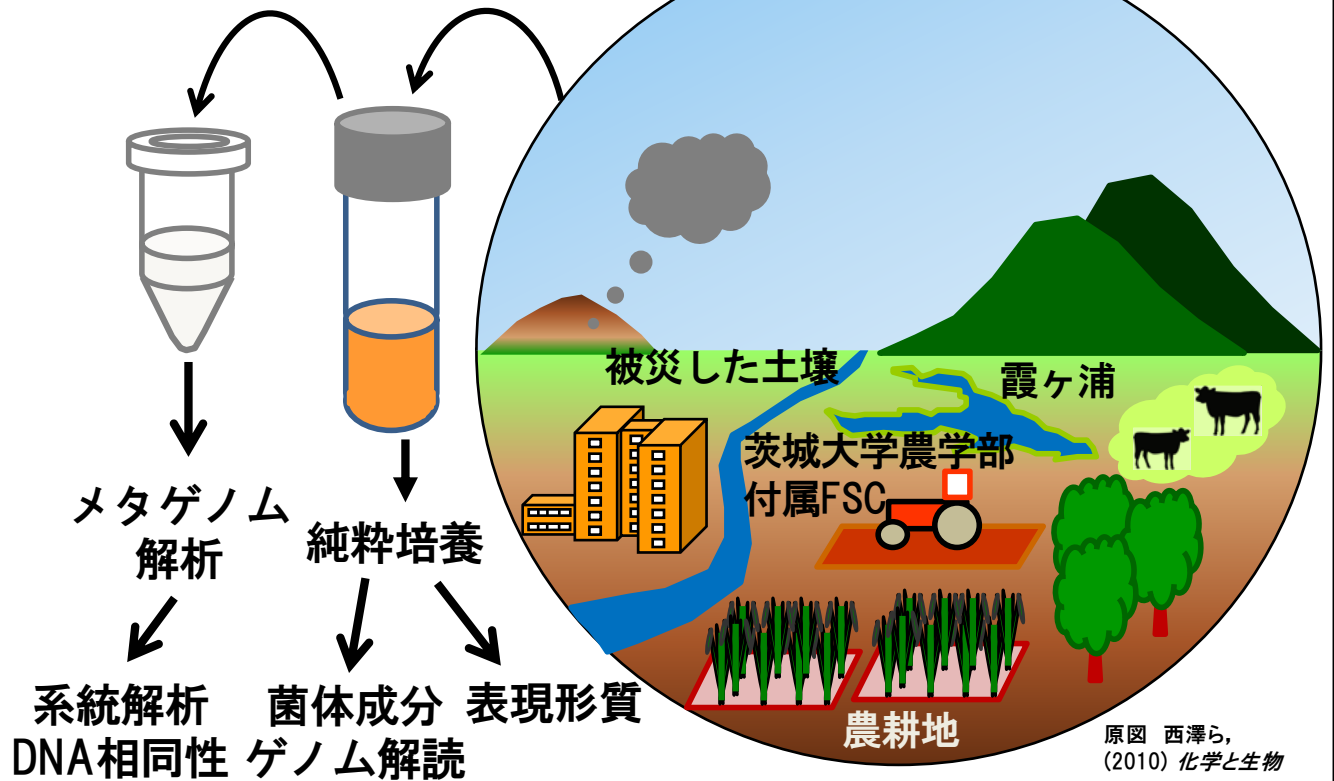 被災した土壌
霞ヶ浦
茨城大学農学部
付属FSC
メタゲノム
解析
純粋培養
系統解析
DNA相同性
菌体成分
ゲノム解読
表現形質
農耕地
原図 西澤ら,
(2010) 化学と生物